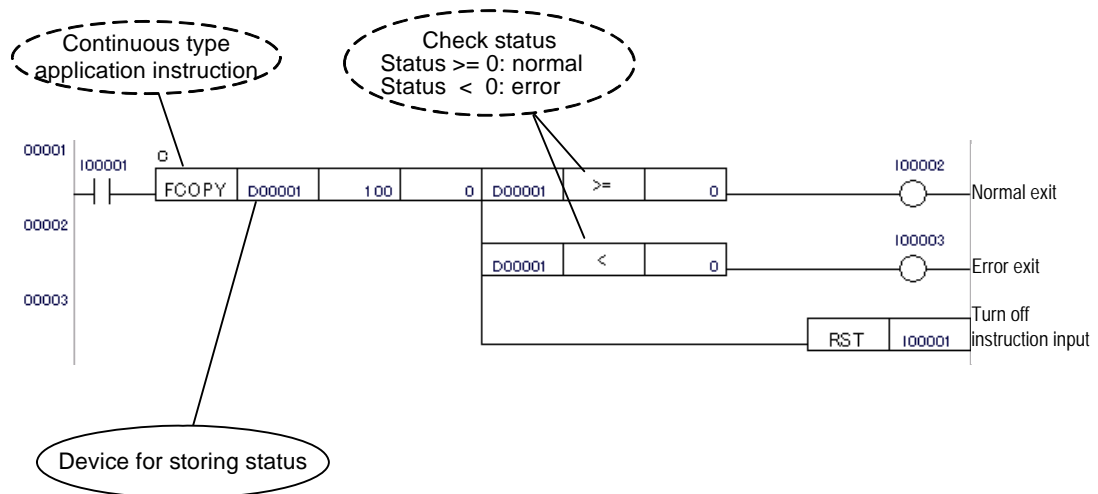 Continuous type
application instruction
Check status
Status >= 0: normal
Status < 0: error
00001
I00001
C
FCOPY D00001 100 0 D00001 >= 0
I00002
Normal exit
00002
D00001 < 0
I00003
Error exit
00003
Turn off
instruction input
RST I00001
Device for storing status